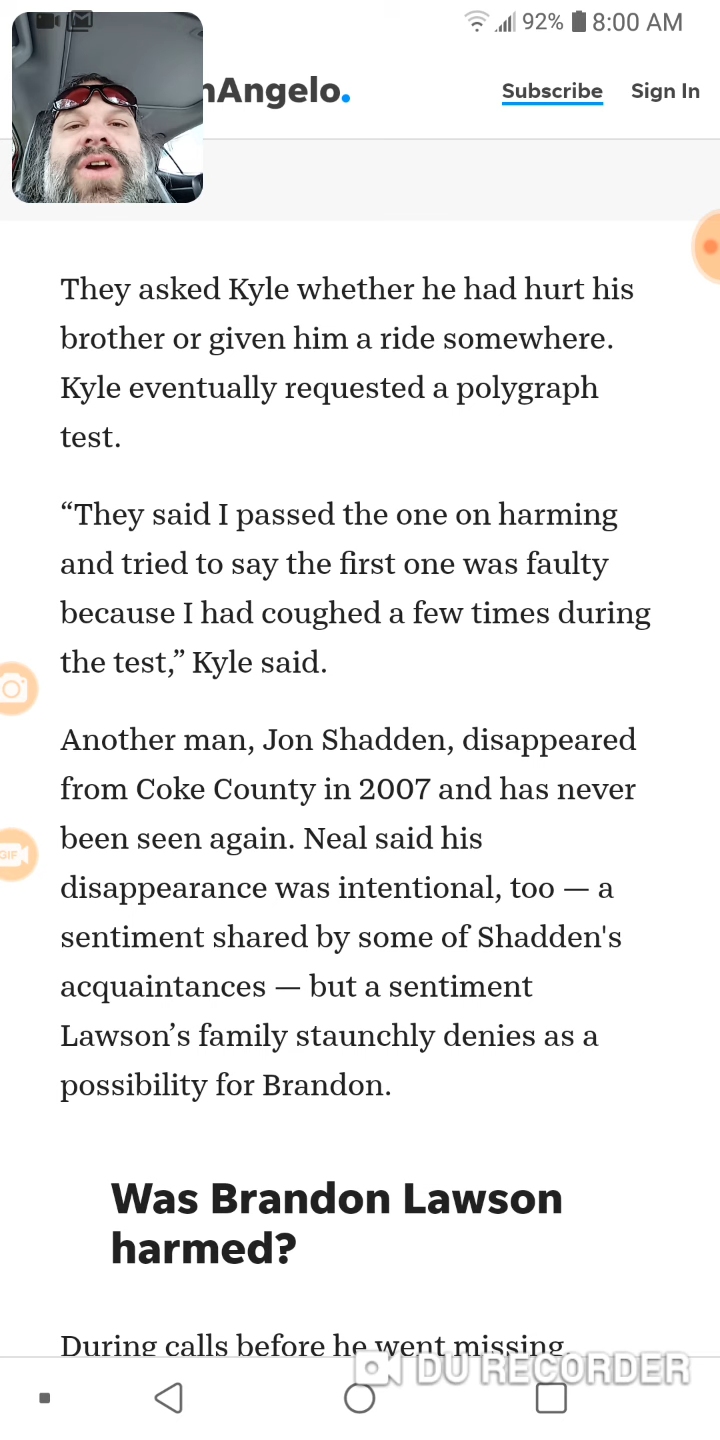 92% 8:00 AM
nAngelo.
Subscribe Sign In
They asked Kyle whether he had hurt his
brother or given him a ride somewhere.
Kyle eventually requested a polygraph
test.
“They said I passed the one on harming
and tried to say the first one was faulty
because I had coughed a few times during
the test,” Kyle said.
Another man, Jon Shadden, disappeared
from Coke County in 2007 and has never
been seen again. Neal said his
disappearance was intentional, too — a
sentiment shared by some of Shadden's
acquaintances — but a sentiment
Lawson’s family staunchly denies as a
possibility for Brandon.
Was Brandon Lawson
harmed?
During calls before he went missing,
GIF
DU RECORDER